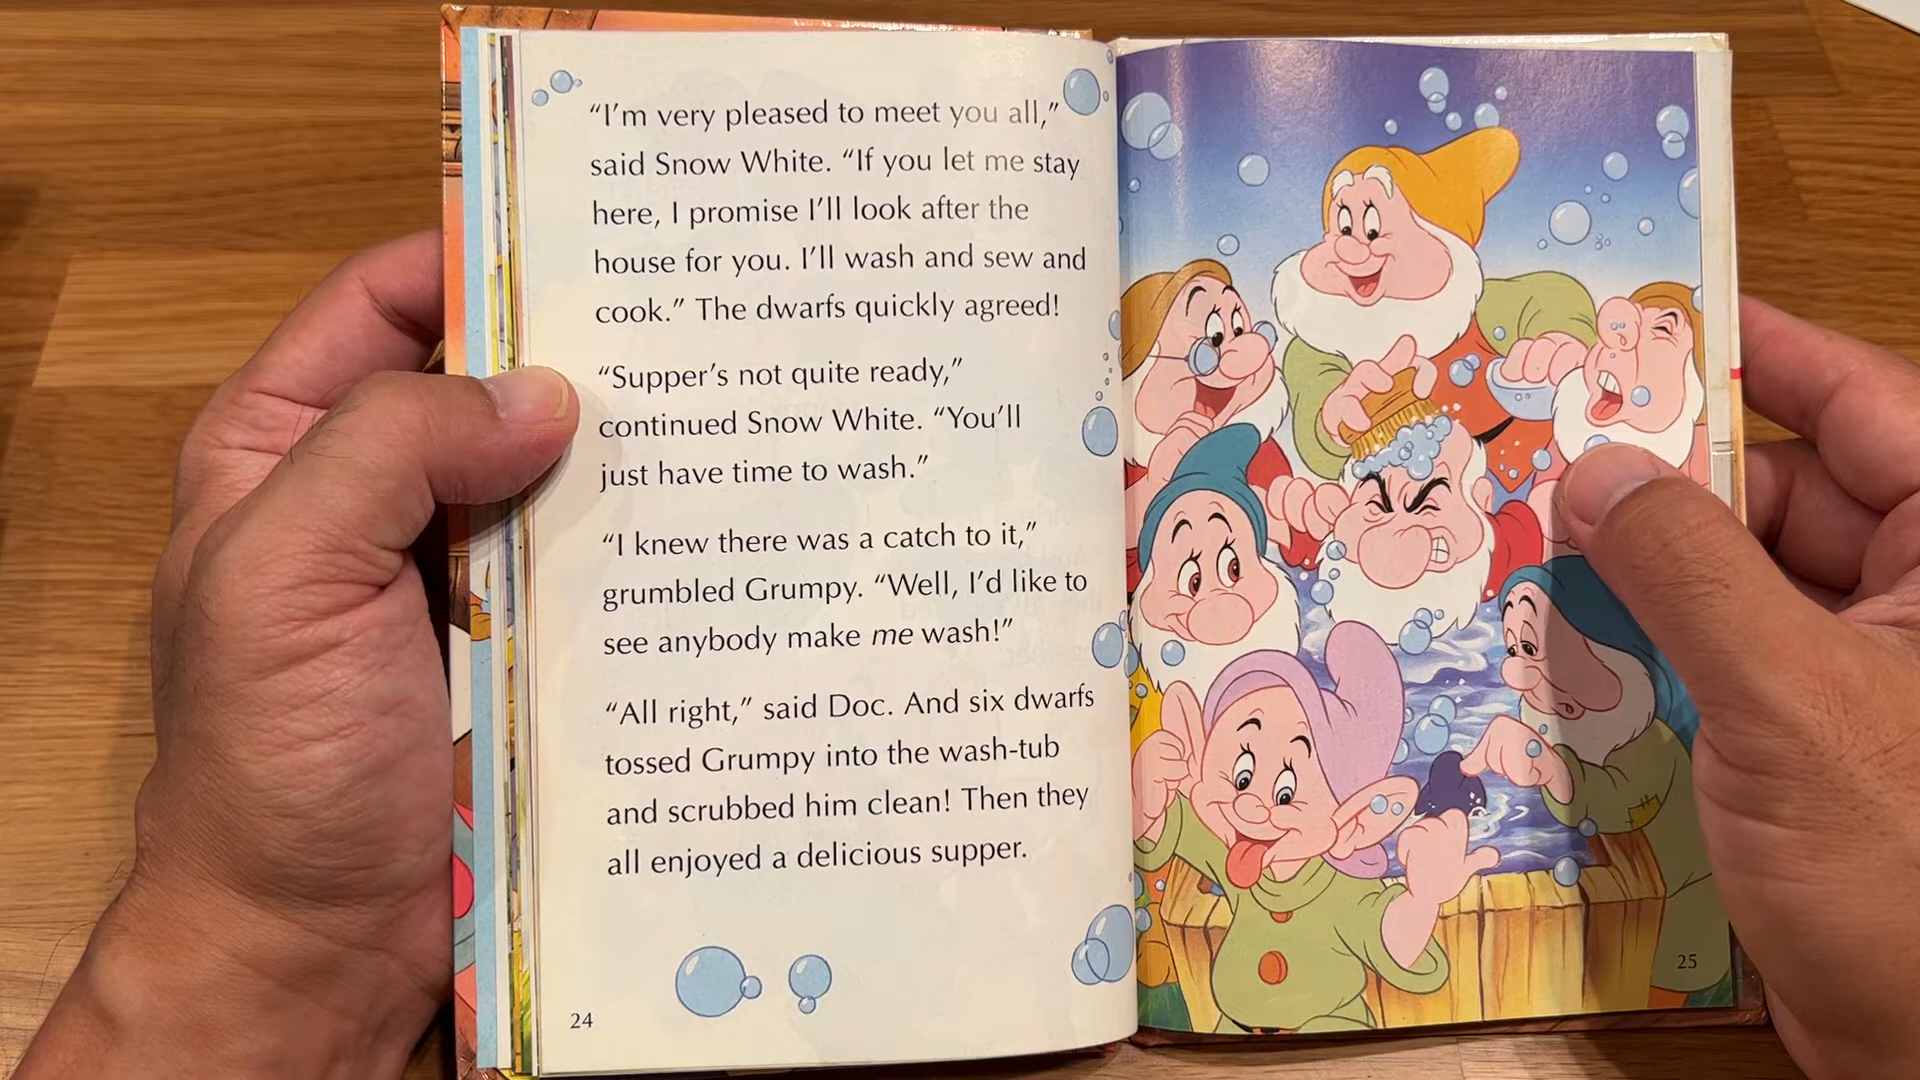 “I’m very pleased to meet you all,”
said Snow White. “If you let me stay
here, I promise I’ll look after the
house for you. I’ll wash and sew and
cook.” The dwarfs quickly agreed!
“Supper’s not quite ready,”
continued Snow White. “You’ll
just have time to wash.”
“I knew there was a catch to it,”
grumbled Grumpy. “Well, I’d like to
see anybody make me wash!”
“All right,” said Doc. And six dwarfs
tossed Grumpy into the wash-tub
and scrubbed him clean! Then they
all enjoyed a delicious supper.
24
25